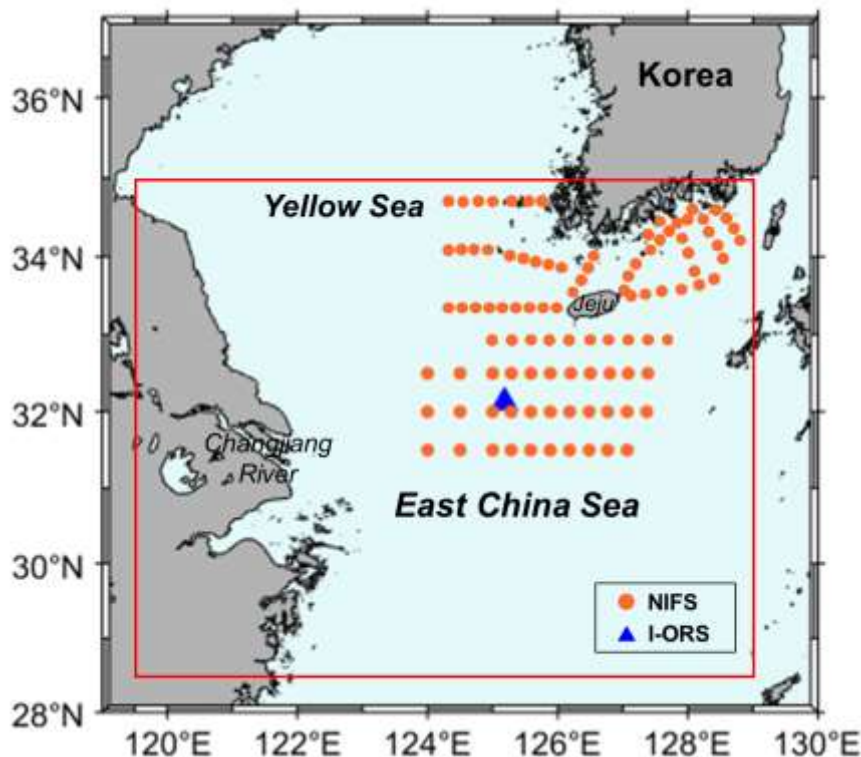 Korea
36°N
Yellow Sea
34°N
Jeju
32°N
Changjiang
River
East China Sea
30°N
NIFS
I-ORS
28°N
120°E 122°E 124°E 126°E 128°E 130°E